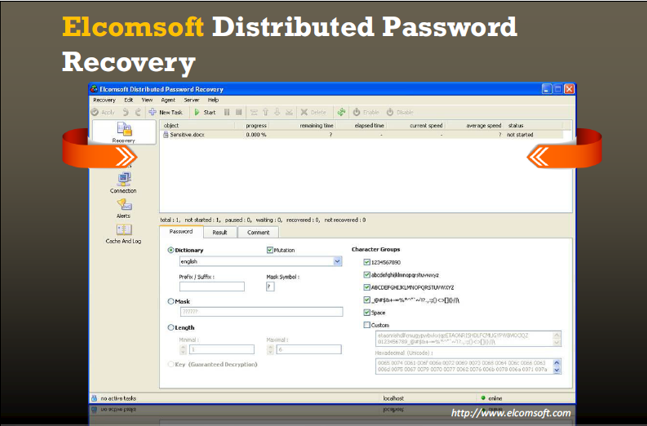 Elcomsoft Distributed Password
Recovery
Elcomsoft Distributed Password Recovery
Recovery Edit View Agent Server Help
Apply New Task Start Delete Enable Disable
object progress remaining time elapsed time current speed average speed status
Sensitive.docx 0.000 % ? - - ? not started
Recovery
Connection
Alerts
Cache And Log
total : 1, not started : 1, paused : 0, waiting : 0, recovered : 0, not recovered : 0
Password Result Comment
Dictionary Mutation Character Groups
english 1234567890
Prefix / Suffix : Mask Symbol : abcdefghijklmnopqrstuvwxyz
? ABCDEFGHIJKLMNOPQRSTUVWXYZ
Mask
?????? Space
Length Custom
Minimal : Maximal :
1 6
Hexadecimal (Unicode) :
Key (Guaranteed Decryption)
no active tasks localhost online
http://www.elcomsoft.com